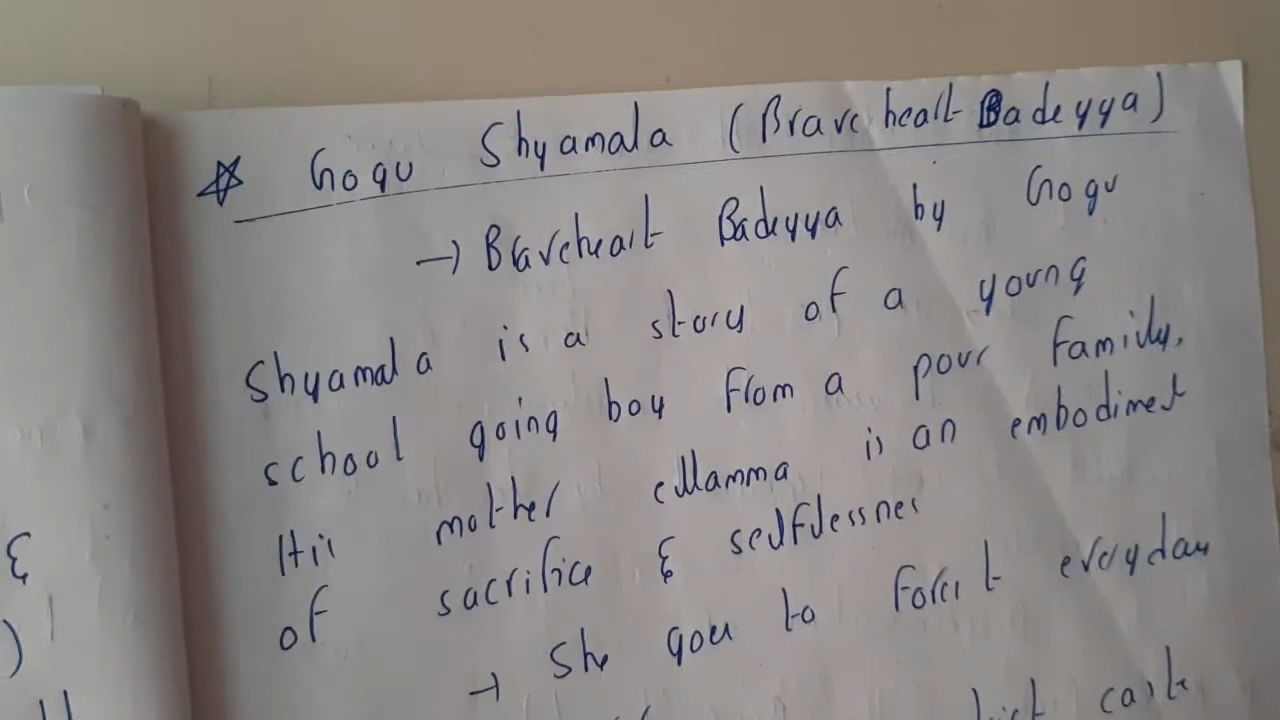 ☆ Gogu Shyamala (Brave heart Badeyya)
→ Braveheart Badeyya by Gogu
Shyamala is a story of a young
school going boy from a poor family.
His mother ellamma is an embodiment
of sacrifice & selflessness
→ She goes to forest everyday
caste
&
(